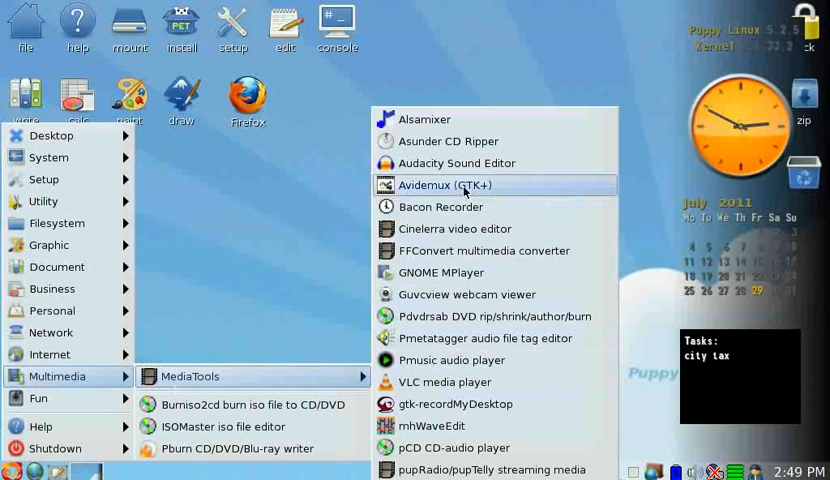 file
help
mount
install
setup
edit
console
PET
Puppy Linux 5.2.5
Kernel
ck
calc
paint
draw
Firefox
zip
July 2011
Mo Tu We Th Fr Sa Su
1 2 3
4 5 6 7 8 9 10
11 12 13 14 15 16 17
18 19 20 21 22 23 24
25 26 27 28 29 30 31
Tasks:
city tax
Puppy
Desktop
System
Setup
Utility
Filesystem
Graphic
Document
Business
Personal
Network
Internet
Multimedia
Fun
Help
Shutdown
MediaTools
Burniso2cd burn iso file to CD/DVD
ISOMaster iso file editor
Pburn CD/DVD/Blu-ray writer
Alsamixer
Asunder CD Ripper
Audacity Sound Editor
Avidemux (GTK+)
Bacon Recorder
Cinelerra video editor
FFConvert multimedia converter
GNOME MPlayer
Guvcview webcam viewer
Pdvdrsab DVD rip/shrink/author/burn
Pmetatagger audio file tag editor
Pmusic audio player
VLC media player
gtk-recordMyDesktop
mhWaveEdit
pCD CD-audio player
pupRadio/pupTelly streaming media
2:49 PM